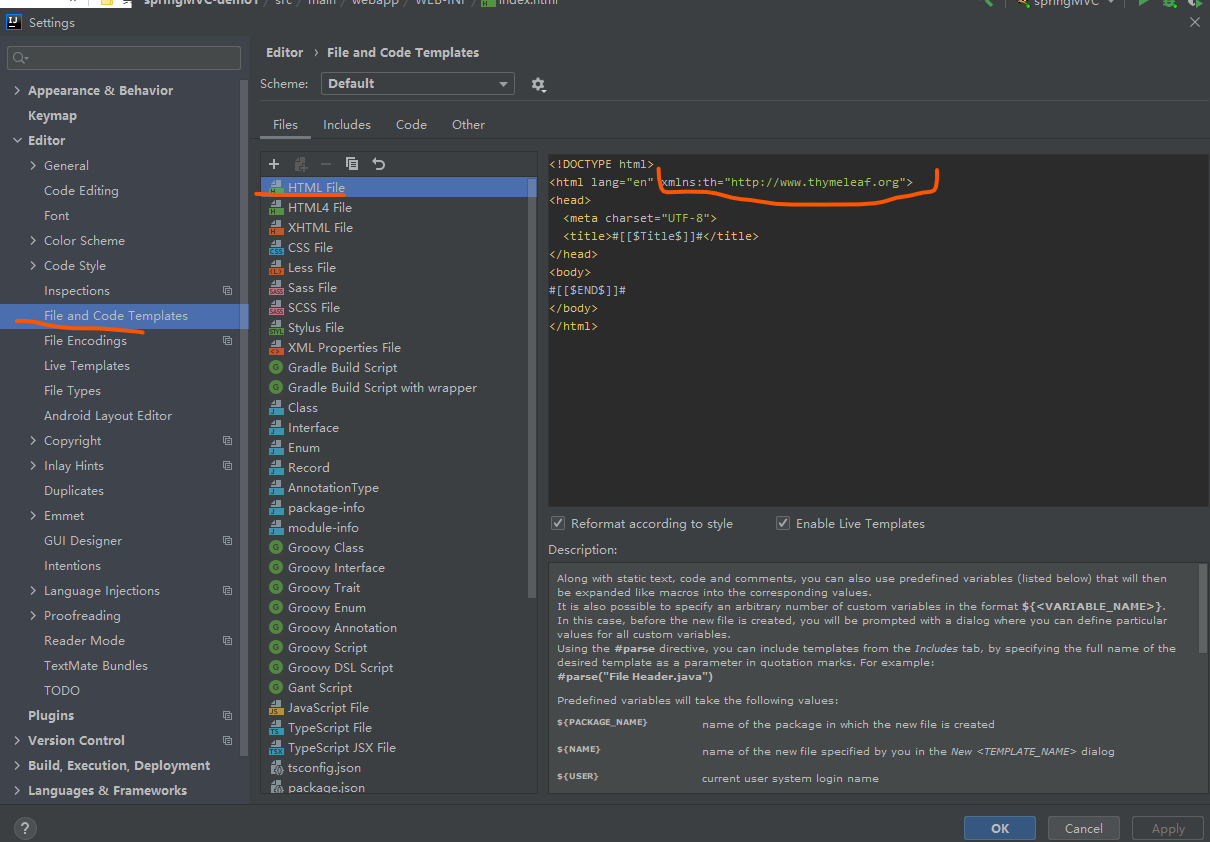 springMVC-demo1 src main webapp WEB-INF index.html springMVC
Settings
Appearance & Behavior
Keymap
Editor
General
Code Editing
Font
Color Scheme
Code Style
Inspections
File and Code Templates
File Encodings
Live Templates
File Types
Android Layout Editor
Copyright
Inlay Hints
Duplicates
Emmet
GUI Designer
Intentions
Language Injections
Proofreading
Reader Mode
TextMate Bundles
TODO
Plugins
Version Control
Build, Execution, Deployment
Languages & Frameworks
Editor › File and Code Templates
Scheme: Default
Files Includes Code Other
HTML File
HTML4 File
XHTML File
CSS File
Less File
Sass File
SCSS File
Stylus File
XML Properties File
Gradle Build Script
Gradle Build Script with wrapper
Class
Interface
Enum
Record
AnnotationType
package-info
module-info
Groovy Class
Groovy Interface
Groovy Trait
Groovy Enum
Groovy Annotation
Groovy Script
Groovy DSL Script
Gant Script
JavaScript File
TypeScript File
TypeScript JSX File
tsconfig.json
package.json
<!DOCTYPE html>
<html lang="en" xmlns:th="http://www.thymeleaf.org">
<head>
<meta charset="UTF-8">
<title>#[[$Title$]]#</title>
</head>
<body>
#[[$END$]]#
</body>
</html>
Reformat according to style Enable Live Templates
Description:
Along with static text, code and comments, you can also use predefined variables (listed below) that will then
be expanded like macros into the corresponding values.
It is also possible to specify an arbitrary number of custom variables in the format ${<VARIABLE_NAME>}.
In this case, before the new file is created, you will be prompted with a dialog where you can define particular
values for all custom variables.
Using the #parse directive, you can include templates from the Includes tab, by specifying the full name of the
desired template as a parameter in quotation marks. For example:
#parse("File Header.java")
Predefined variables will take the following values:
${PACKAGE_NAME} name of the package in which the new file is created
${NAME} name of the new file specified by you in the New <TEMPLATE_NAME> dialog
${USER} current user system login name
? OK Cancel Apply